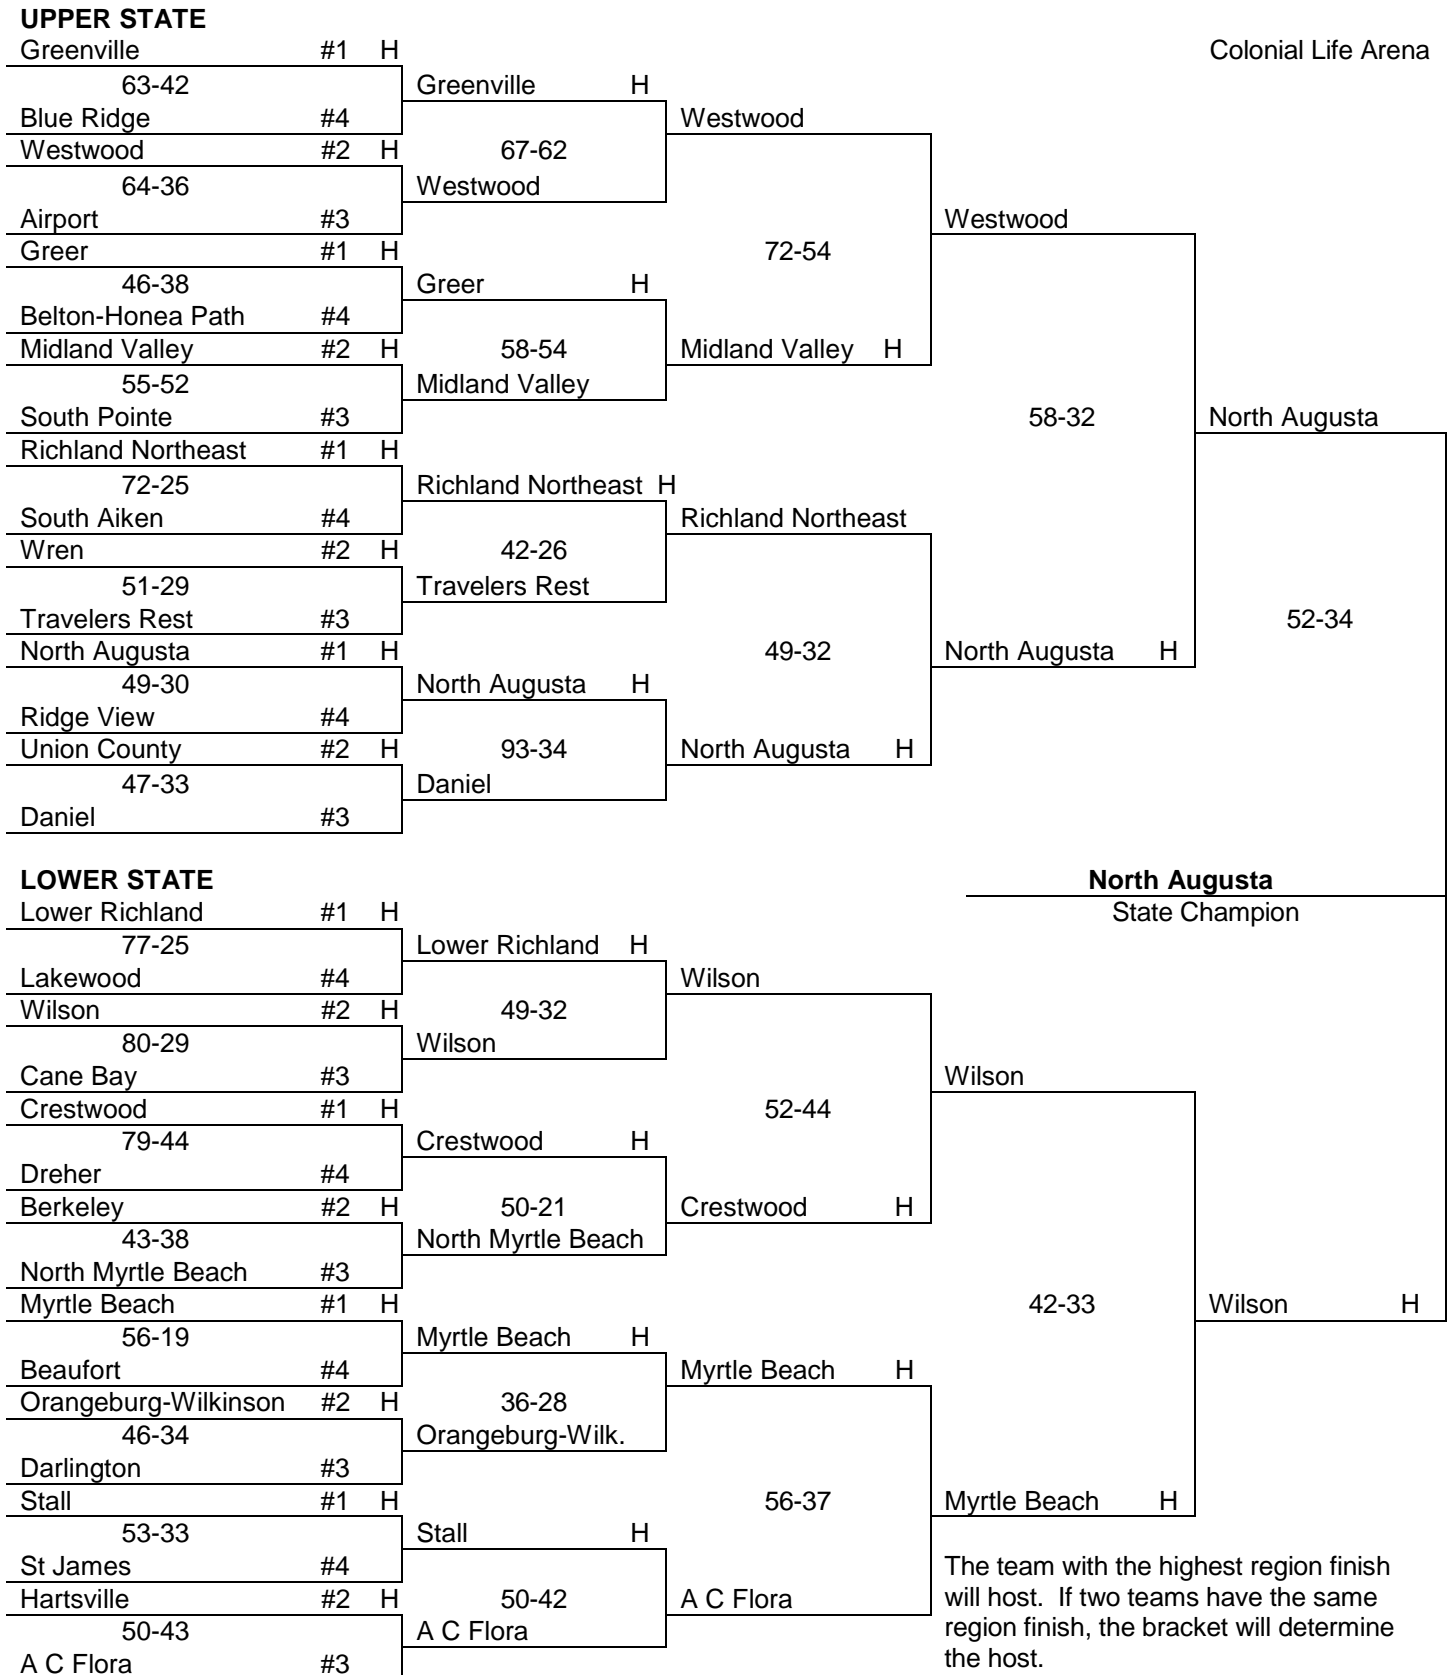 UPPER STATE
Greenville #1 H Colonial Life Arena
63-42 Greenville H
Blue Ridge #4 Westwood
Westwood #2 H 67-62
64-36 Westwood
Airport #3 Westwood
Greer #1 H 72-54
46-38 Greer H
Belton-Honea Path #4
Midland Valley #2 H 58-54 Midland Valley H
55-52 Midland Valley
South Pointe #3 58-32 North Augusta
Richland Northeast #1 H
72-25 Richland Northeast H
South Aiken #4 Richland Northeast
Wren #2 H 42-26
51-29 Travelers Rest
Travelers Rest #3 52-34
North Augusta #1 H 49-32 North Augusta H
49-30 North Augusta H
Ridge View #4
Union County #2 H 93-34 North Augusta H
47-33 Daniel
Daniel #3
LOWER STATE North Augusta
Lower Richland #1 H State Champion
77-25 Lower Richland H
Lakewood #4 Wilson
Wilson #2 H 49-32
80-29 Wilson
Cane Bay #3 Wilson
Crestwood #1 H 52-44
79-44 Crestwood H
Dreher #4
Berkeley #2 H 50-21 Crestwood H
43-38 North Myrtle Beach
North Myrtle Beach #3
Myrtle Beach #1 H 42-33 Wilson H
56-19 Myrtle Beach H
Beaufort #4 Myrtle Beach H
Orangeburg-Wilkinson #2 H 36-28
46-34 Orangeburg-Wilk.
Darlington #3
Stall #1 H 56-37 Myrtle Beach H
53-33 Stall H
St James #4 The team with the highest region finish
Hartsville #2 H 50-42 A C Flora will host. If two teams have the same
50-43 A C Flora region finish, the bracket will determine
A C Flora #3 the host.